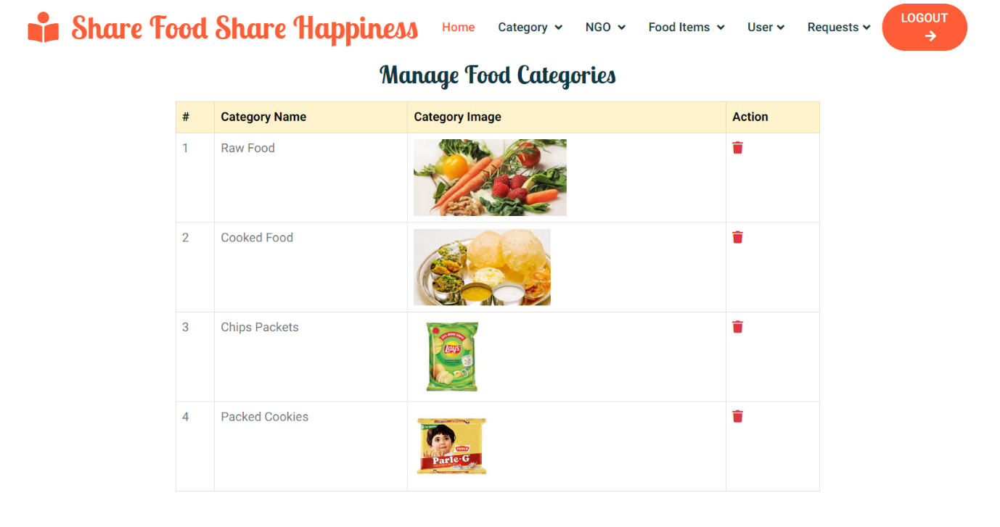 Share Food Share Happiness
Home
Category
NGO
Food Items
User
Requests
LOGOUT
Manage Food Categories
# Category Name Category Image Action
1 Raw Food
2 Cooked Food
3 Chips Packets
Lay's
4 Packed Cookies
PARLE
Parle-G